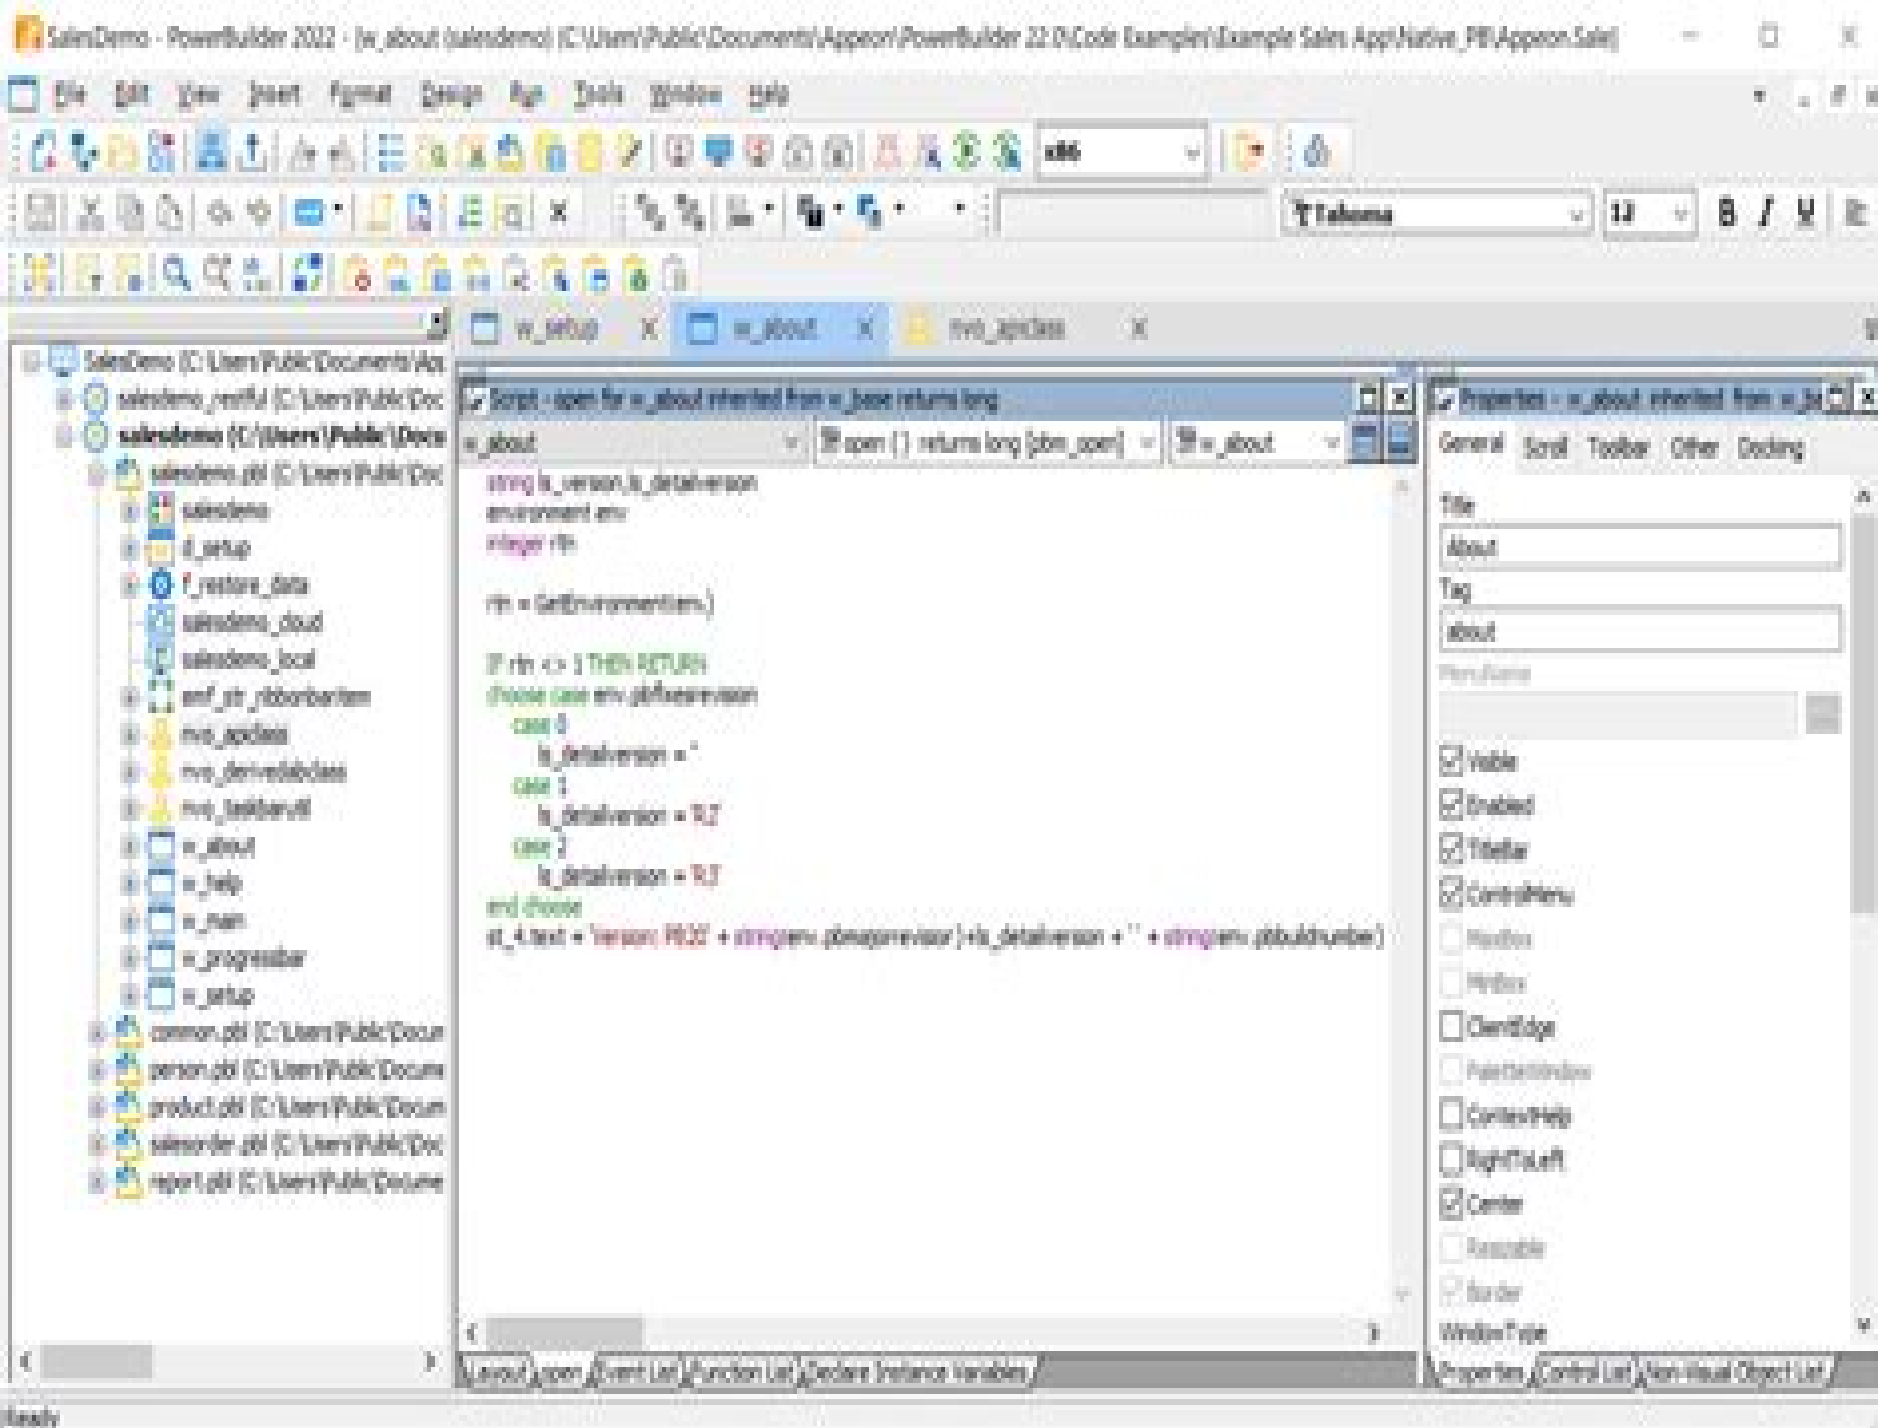 SalesDemo - PowerBuilder 2022 - [w_about (salesdemo) (C:\Users\Public\Documents\Appeon\PowerBuilder 22.0\Code Examples\Example Sales App\Native_PB\Appeon.Sale]
File Edit View Insert Format Design Run Tools Window Help
x86
Tahoma 12 B I U
w_setup X w_about X nvo_apiclass X
SalesDemo (C:\Users\Public\Documents\App
salesdemo_restful (C:\Users\Public\Doc
salesdemo (C:\Users\Public\Docu
salesdemo.pbl (C:\Users\Public\Doc
salesdemo
d_setup
f_restore_data
salesdemo_cloud
salesdemo_local
emf_str_ribbonbaritem
nvo_apiclass
nvo_derivedabclass
nvo_taskbarutil
w_about
w_help
w_main
w_progressbar
w_setup
common.pbl (C:\Users\Public\Docum
person.pbl (C:\Users\Public\Docume
product.pbl (C:\Users\Public\Docum
salesorder.pbl (C:\Users\Public\Doc
report.pbl (C:\Users\Public\Docume
Script - open for w_about inherited from w_base returns long
w_about open ( ) returns long [pbm_open] w_about
string ls_version,ls_detailversion
environment env
integer rtn
rtn = GetEnvironment(env)
IF rtn <> 1 THEN RETURN
choose case env.pbfixesrevision
case 0
ls_detailversion = ''
case 1
ls_detailversion = 'R2'
case 2
ls_detailversion = 'R3'
end choose
st_4.text = 'Version: PB20' + string(env.pbmajorrevision)+ls_detailversion + ' ' + string(env.pbbuildnumber)
Layout open Event List Function List Declare Instance Variables
Properties - w_about inherited from w_ba
General Scroll Toolbar Other Docking
Title
About
Tag
about
MenuName
Visible
Enabled
TitleBar
ControlMenu
MaxBox
MinBox
ClientEdge
PaletteWindow
ContextHelp
RightToLeft
Center
Resizable
Border
WindowType
Properties Control List Non-Visual Object List
Ready